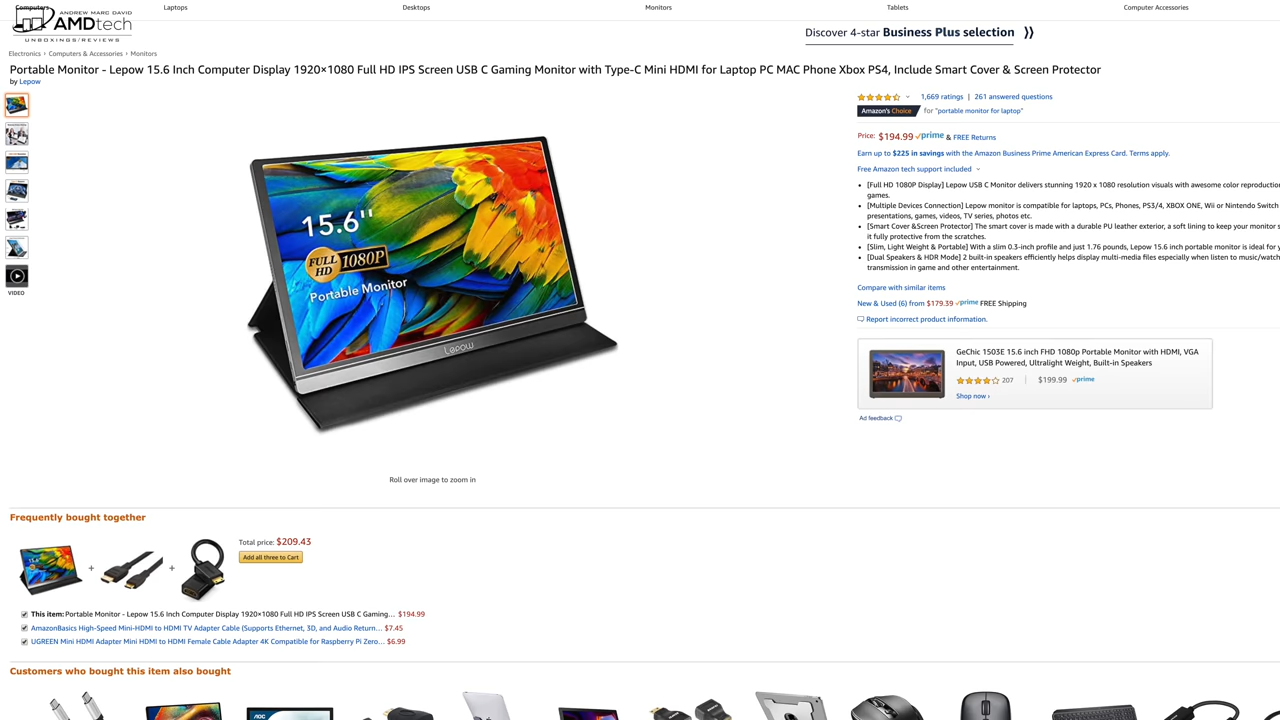 Computers
Laptops
Desktops
Monitors
Tablets
Computer Accessories
ANDREW MARC DAVID
AMDtech
UNBOXINGS/REVIEWS
Discover 4-star Business Plus selection ⟫
Electronics › Computers & Accessories › Monitors
Portable Monitor - Lepow 15.6 Inch Computer Display 1920×1080 Full HD IPS Screen USB C Gaming Monitor with Type-C Mini HDMI for Laptop PC MAC Phone Xbox PS4, Include Smart Cover & Screen Protector
by Lepow
1,669 ratings | 261 answered questions
Amazon's Choice for "portable monitor for laptop"
Price: $194.99 prime & FREE Returns
Earn up to $225 in savings with the Amazon Business Prime American Express Card. Terms apply.
Free Amazon tech support included
• [Full HD 1080P Display] Lepow USB C Monitor delivers stunning 1920 x 1080 resolution visuals with awesome color reproductio
games.
• [Multiple Devices Connection] Lepow monitor is compatible for laptops, PCs, Phones, PS3/4, XBOX ONE, Wii or Nintendo Switch
presentations, games, videos, TV series, photos etc.
• [Smart Cover &Screen Protector] The smart cover is made with a durable PU leather exterior, a soft lining to keep your monitor s
it fully protective from the scratches.
• [Slim, Light Weight & Portable] With a slim 0.3-inch profile and just 1.76 pounds, Lepow 15.6 inch portable monitor is ideal for y
• [Dual Speakers & HDR Mode] 2 built-in speakers efficiently helps display multi-media files especially when listen to music/watch
transmission in game and other entertainment.
Compare with similar items
New & Used (6) from $179.39 prime FREE Shipping
Report incorrect product information.
GeChic 1503E 15.6 inch FHD 1080p Portable Monitor with HDMI, VGA
Input, USB Powered, Ultralight Weight, Built-in Speakers
207 | $199.99 prime
Shop now ›
Ad feedback
VIDEO
15.6"
FULL HD 1080P
Portable Monitor
Lepow
Roll over image to zoom in
Frequently bought together
Total price: $209.43
Add all three to Cart
+
+
This item: Portable Monitor - Lepow 15.6 Inch Computer Display 1920×1080 Full HD IPS Screen USB C Gaming… $194.99
AmazonBasics High-Speed Mini-HDMI to HDMI TV Adapter Cable (Supports Ethernet, 3D, and Audio Return… $7.45
UGREEN Mini HDMI Adapter Mini HDMI to HDMI Female Cable Adapter 4K Compatible for Raspberry Pi Zero… $6.99
Customers who bought this item also bought
AOC